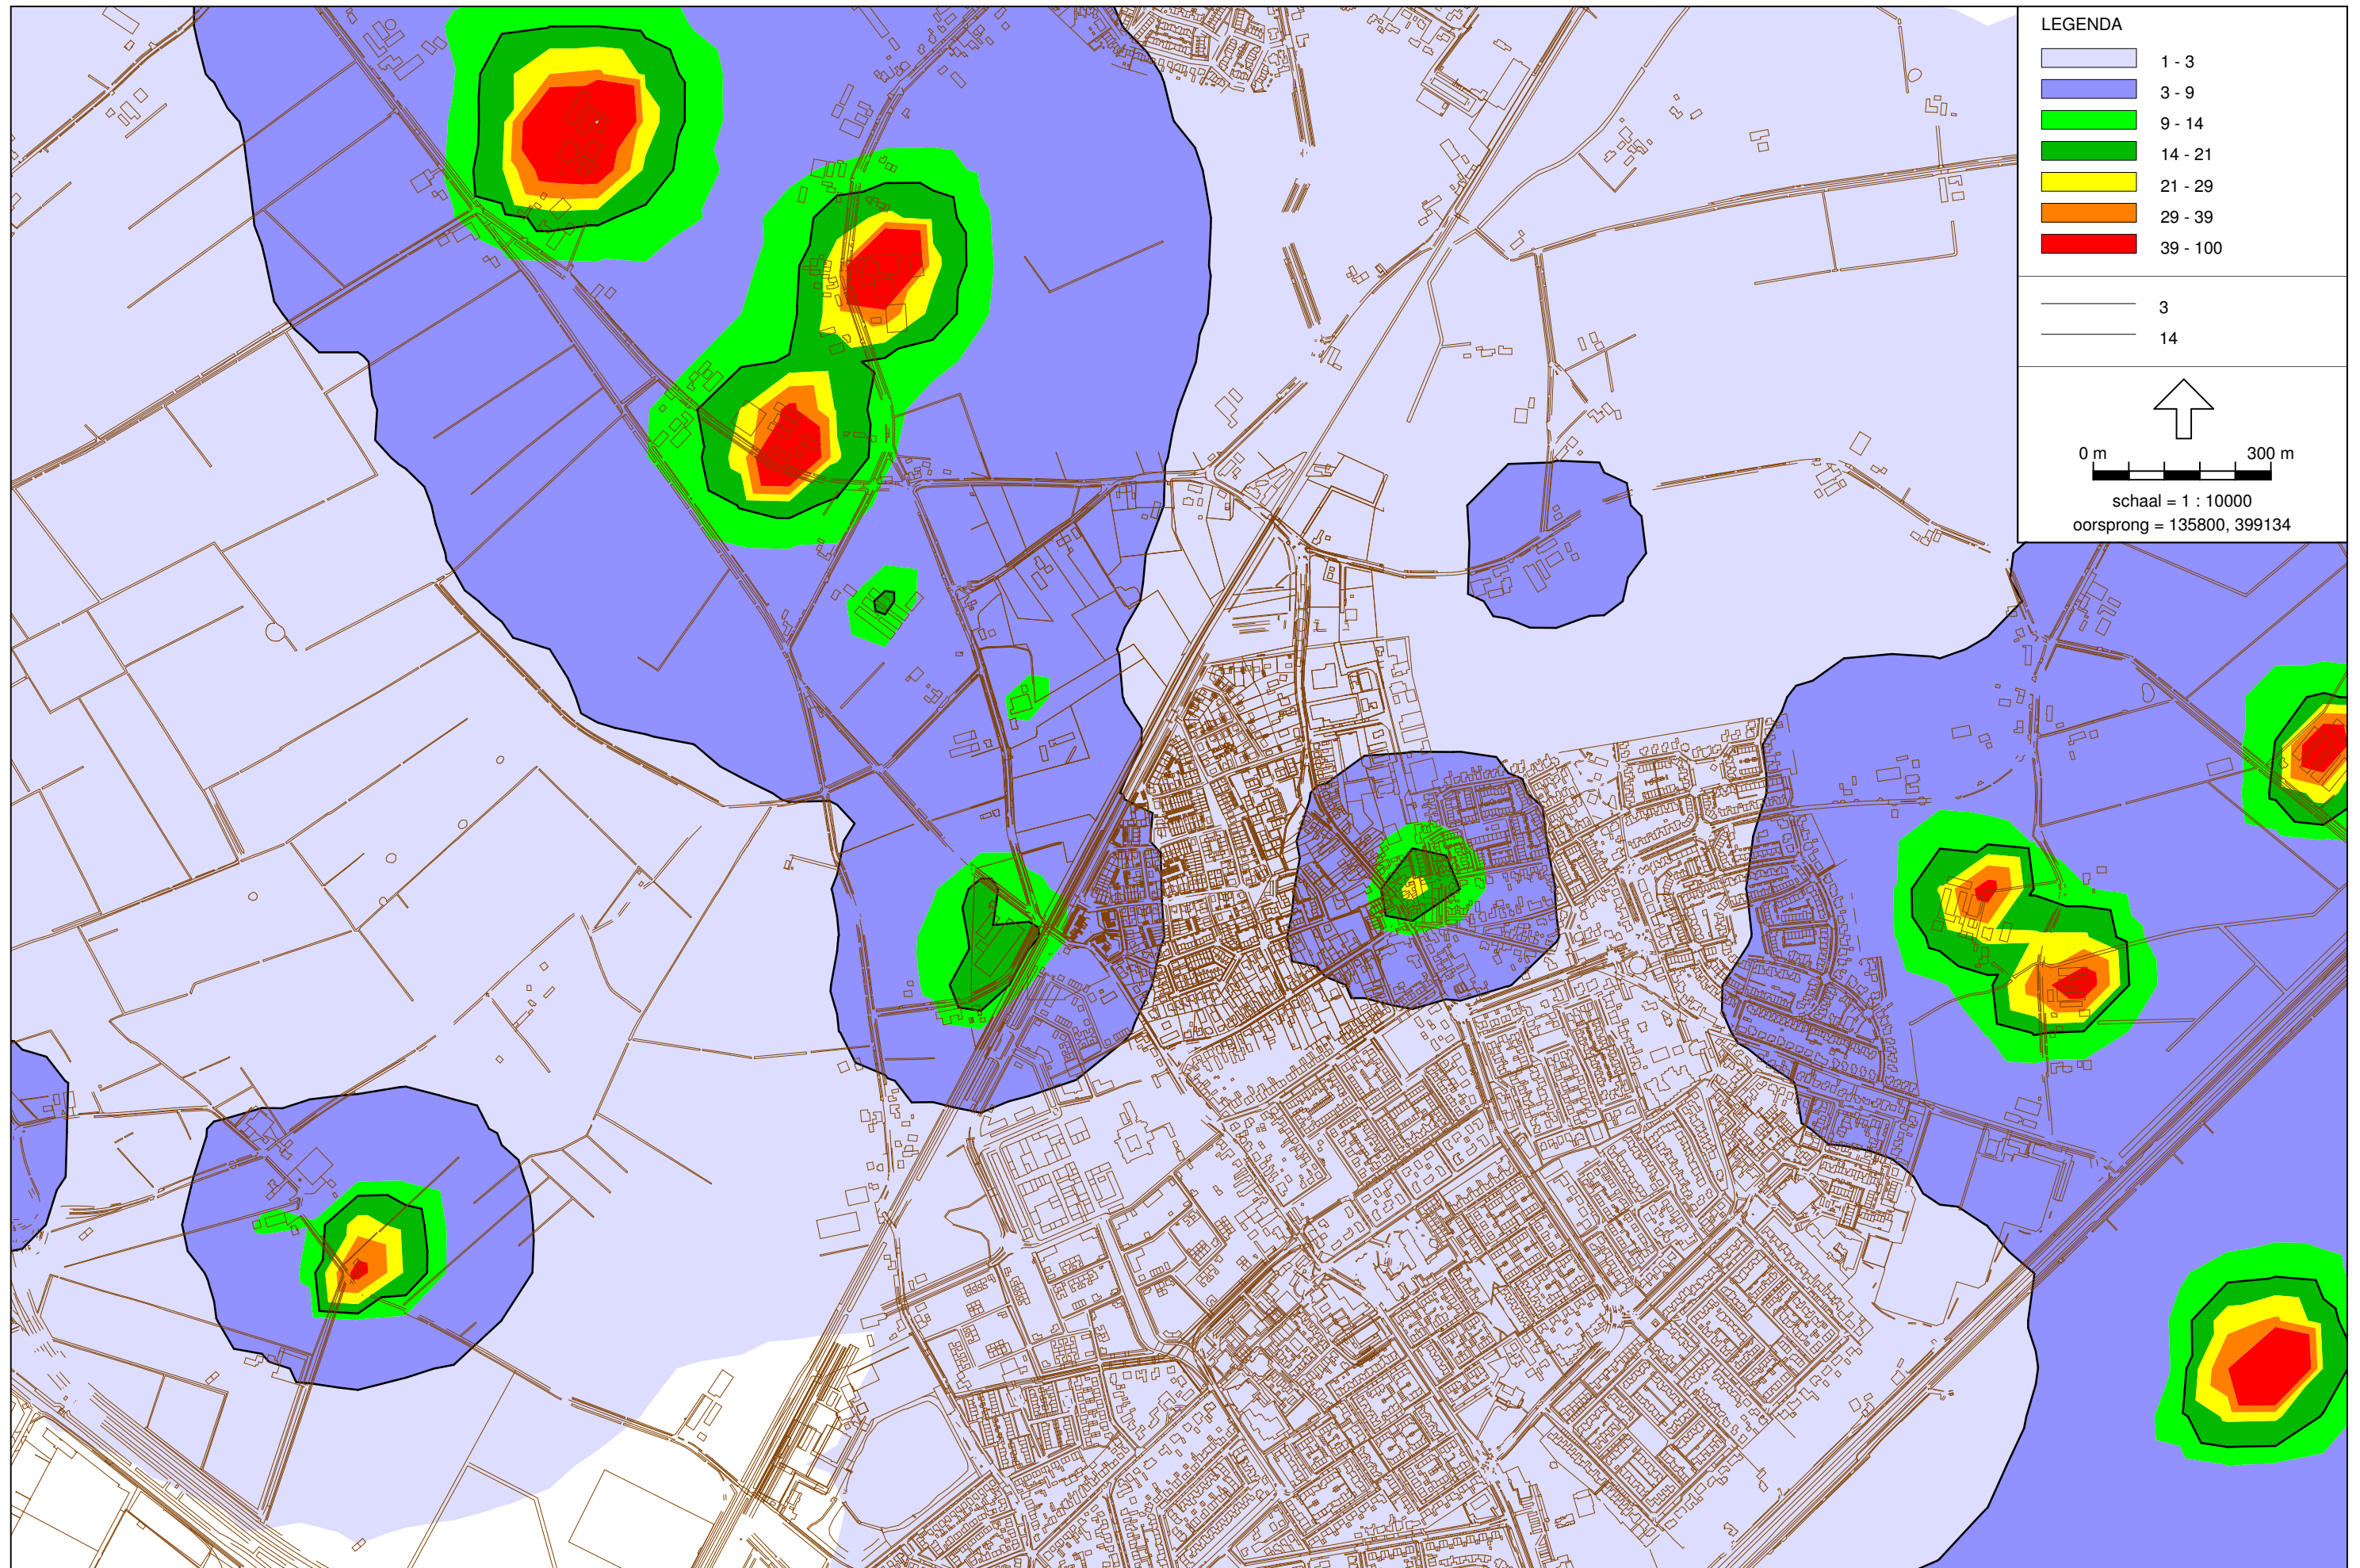 LEGENDA
1 - 3
3 - 9
9 - 14
14 - 21
21 - 29
29 - 39
39 - 100
3
14
0 m 300 m
schaal = 1 : 10000
oorsprong = 135800, 399134